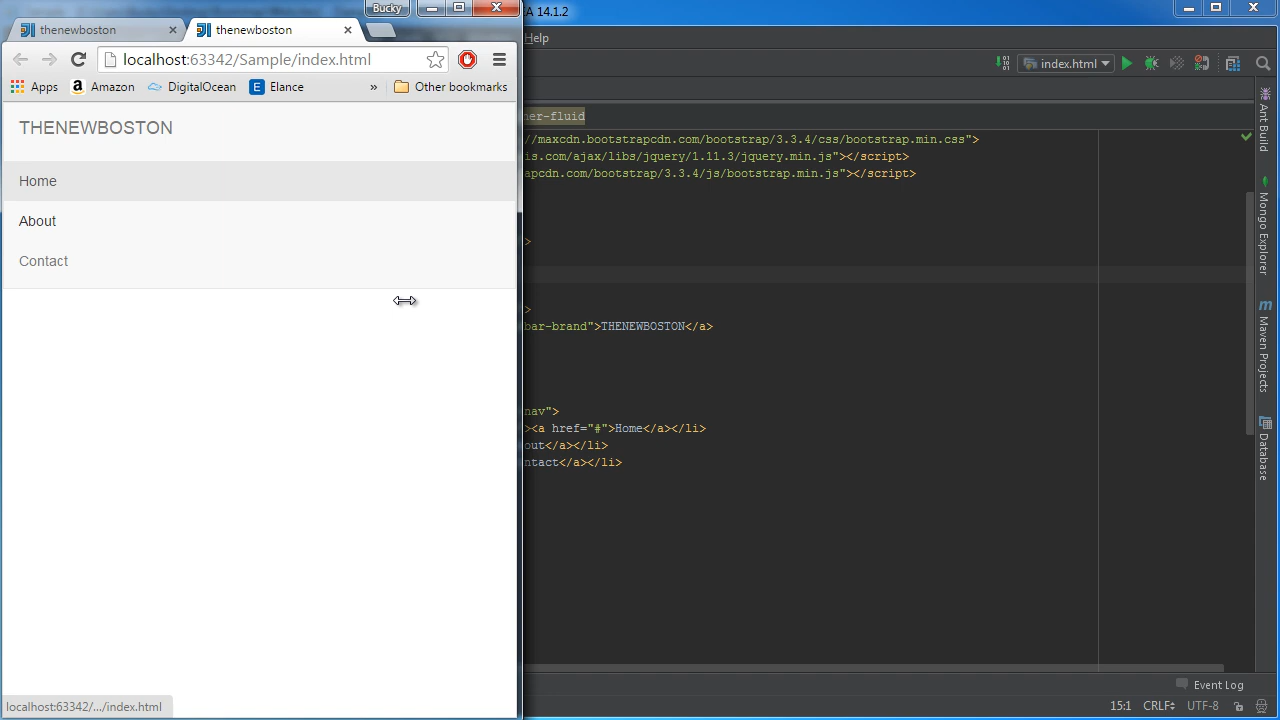 Bucky
thenewboston
thenewboston
A 14.1.2
Help
localhost:63342/Sample/index.html
index.html
Apps
Amazon
DigitalOcean
Elance
»
Other bookmarks
THENEWBOSTON
Home
About
Contact
localhost:63342/.../index.html
ner-fluid
//maxcdn.bootstrapcdn.com/bootstrap/3.3.4/css/bootstrap.min.css">
is.com/ajax/libs/jquery/1.11.3/jquery.min.js"></script>
apcdn.com/bootstrap/3.3.4/js/bootstrap.min.js"></script>
>
>
bar-brand">THENEWBOSTON</a>
nav">
><a href="#">Home</a></li>
out</a></li>
ntact</a></li>
Ant Build
Mongo Explorer
Maven Projects
Database
Event Log
15:1 CRLF UTF-8